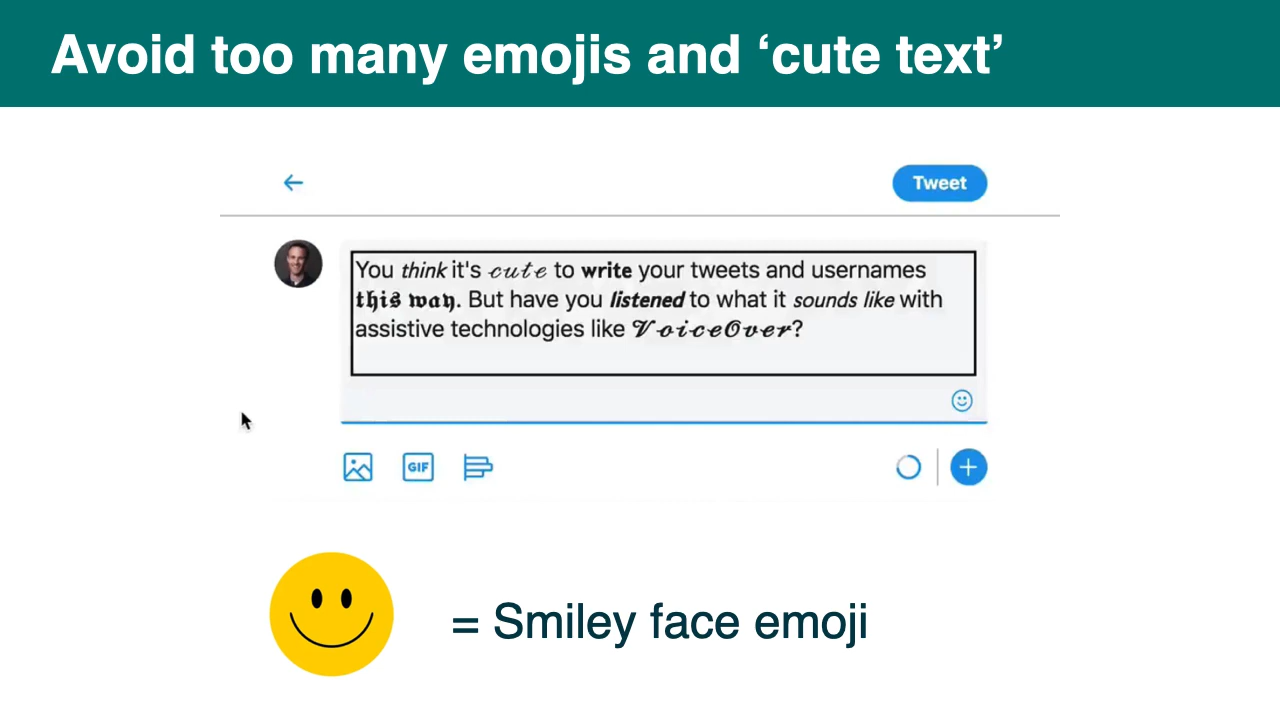 Avoid too many emojis and ‘cute text’
Tweet
You think it's cute to write your tweets and usernames
this way. But have you listened to what it sounds like with
assistive technologies like VoiceOver?
GIF
= Smiley face emoji